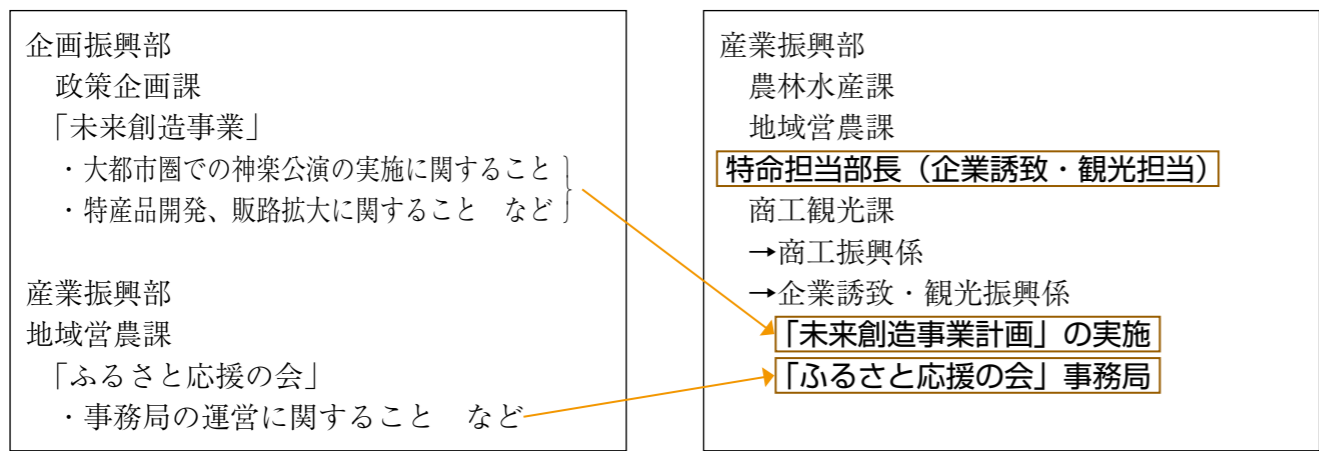 企画振興部
政策企画課
「未来創造事業」
・大都市圏での神楽公演の実施に関すること
・特産品開発、販路拡大に関すること　など
産業振興部
地域営農課
「ふるさと応援の会」
・事務局の運営に関すること　など
産業振興部
農林水産課
地域営農課
特命担当部長（企業誘致・観光担当）
商工観光課
→商工振興係
→企業誘致・観光振興係
「未来創造事業計画」の実施
「ふるさと応援の会」事務局